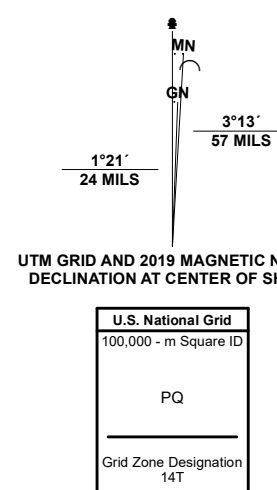 MN
GN
3°13´
57 MILS
1°21´
24 MILS
UTM GRID AND 2019 MAGNETIC N
DECLINATION AT CENTER OF SH
U.S. National Grid
100,000 - m Square ID
PQ
Grid Zone Designation
14T